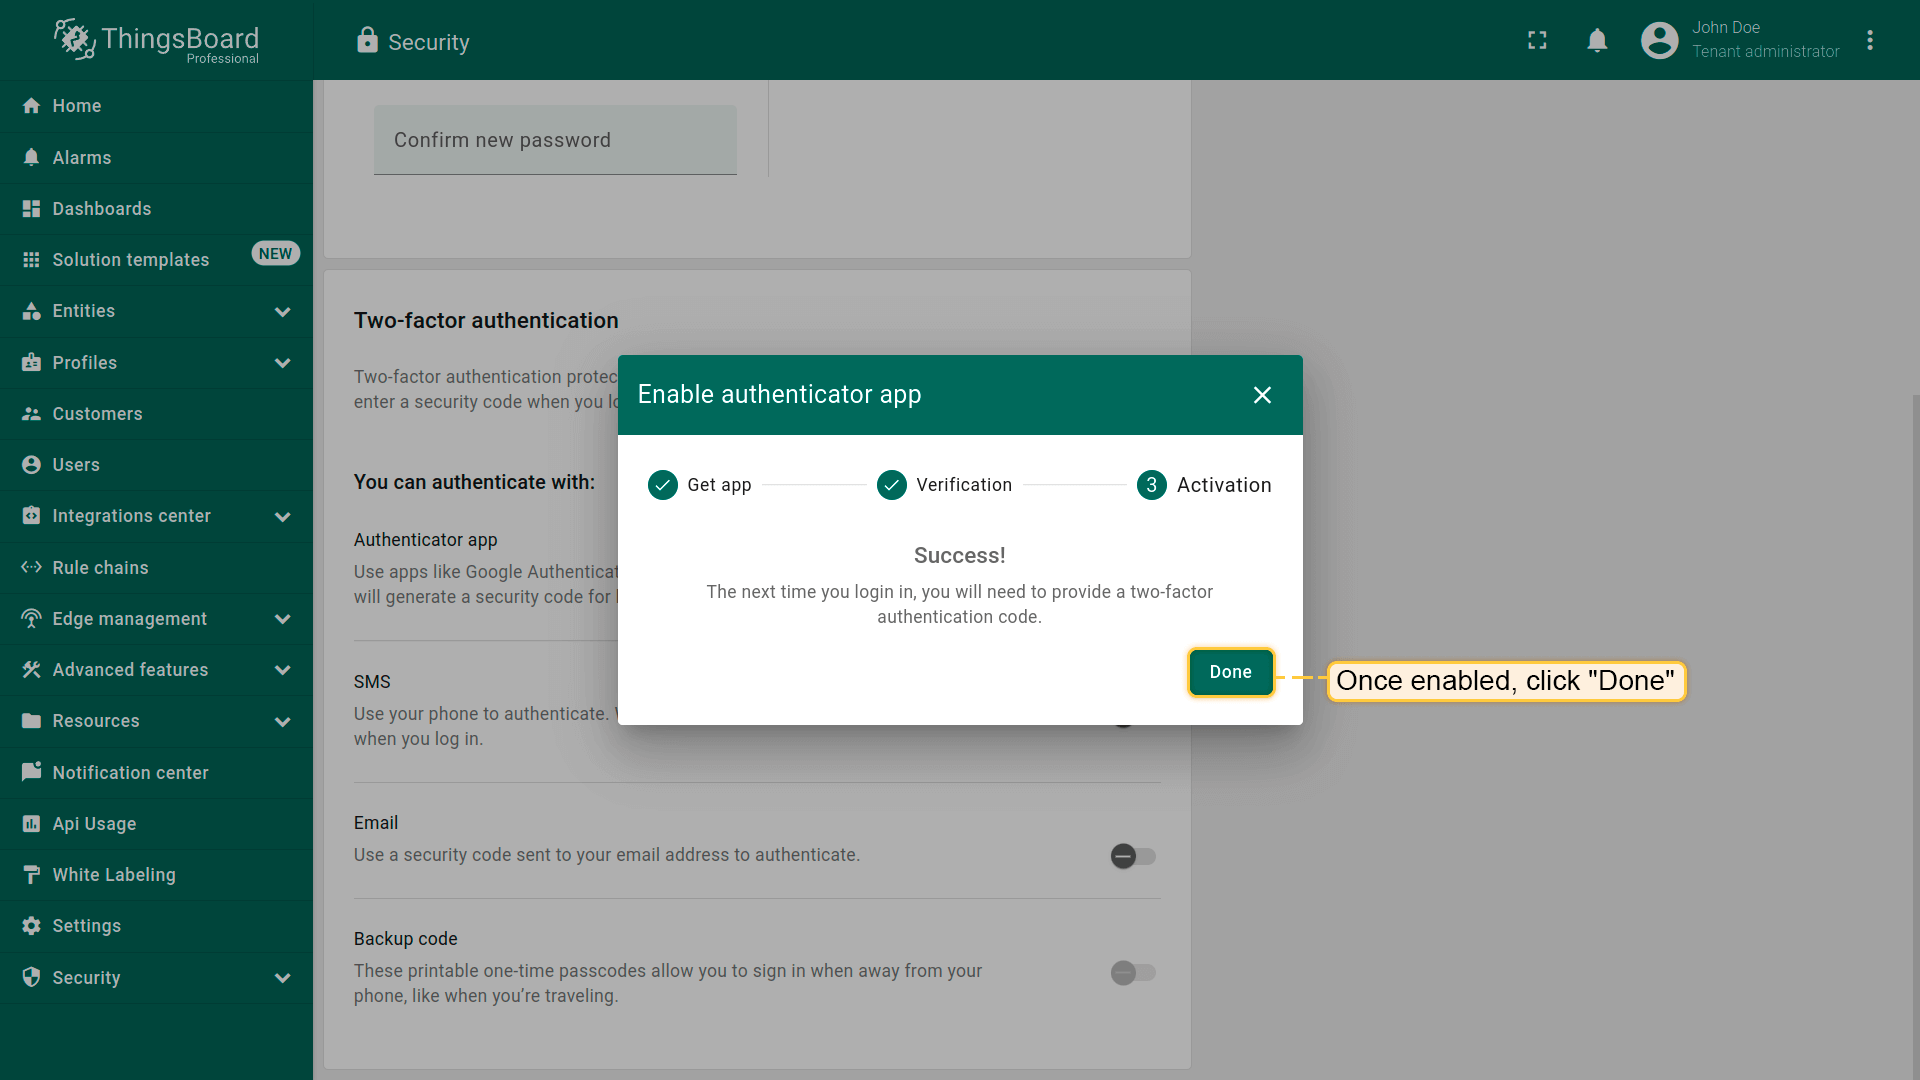 ThingsBoard
Professional
Security
John Doe
Tenant administrator
Home
Alarms
Dashboards
Solution templates
NEW
Entities
Profiles
Customers
Users
Integrations center
Rule chains
Edge management
Advanced features
Resources
Notification center
Api Usage
White Labeling
Settings
Security
Confirm new password
Two-factor authentication
Two-factor authentication protec
enter a security code when you lo
You can authenticate with:
Authenticator app
Use apps like Google Authenticat
will generate a security code for
SMS
Use your phone to authenticate.
when you log in.
Email
Use a security code sent to your email address to authenticate.
Backup code
These printable one-time passcodes allow you to sign in when away from your
phone, like when you’re traveling.
Enable authenticator app
Get app
Verification
3 Activation
Success!
The next time you login in, you will need to provide a two-factor
authentication code.
Done
Once enabled, click "Done"